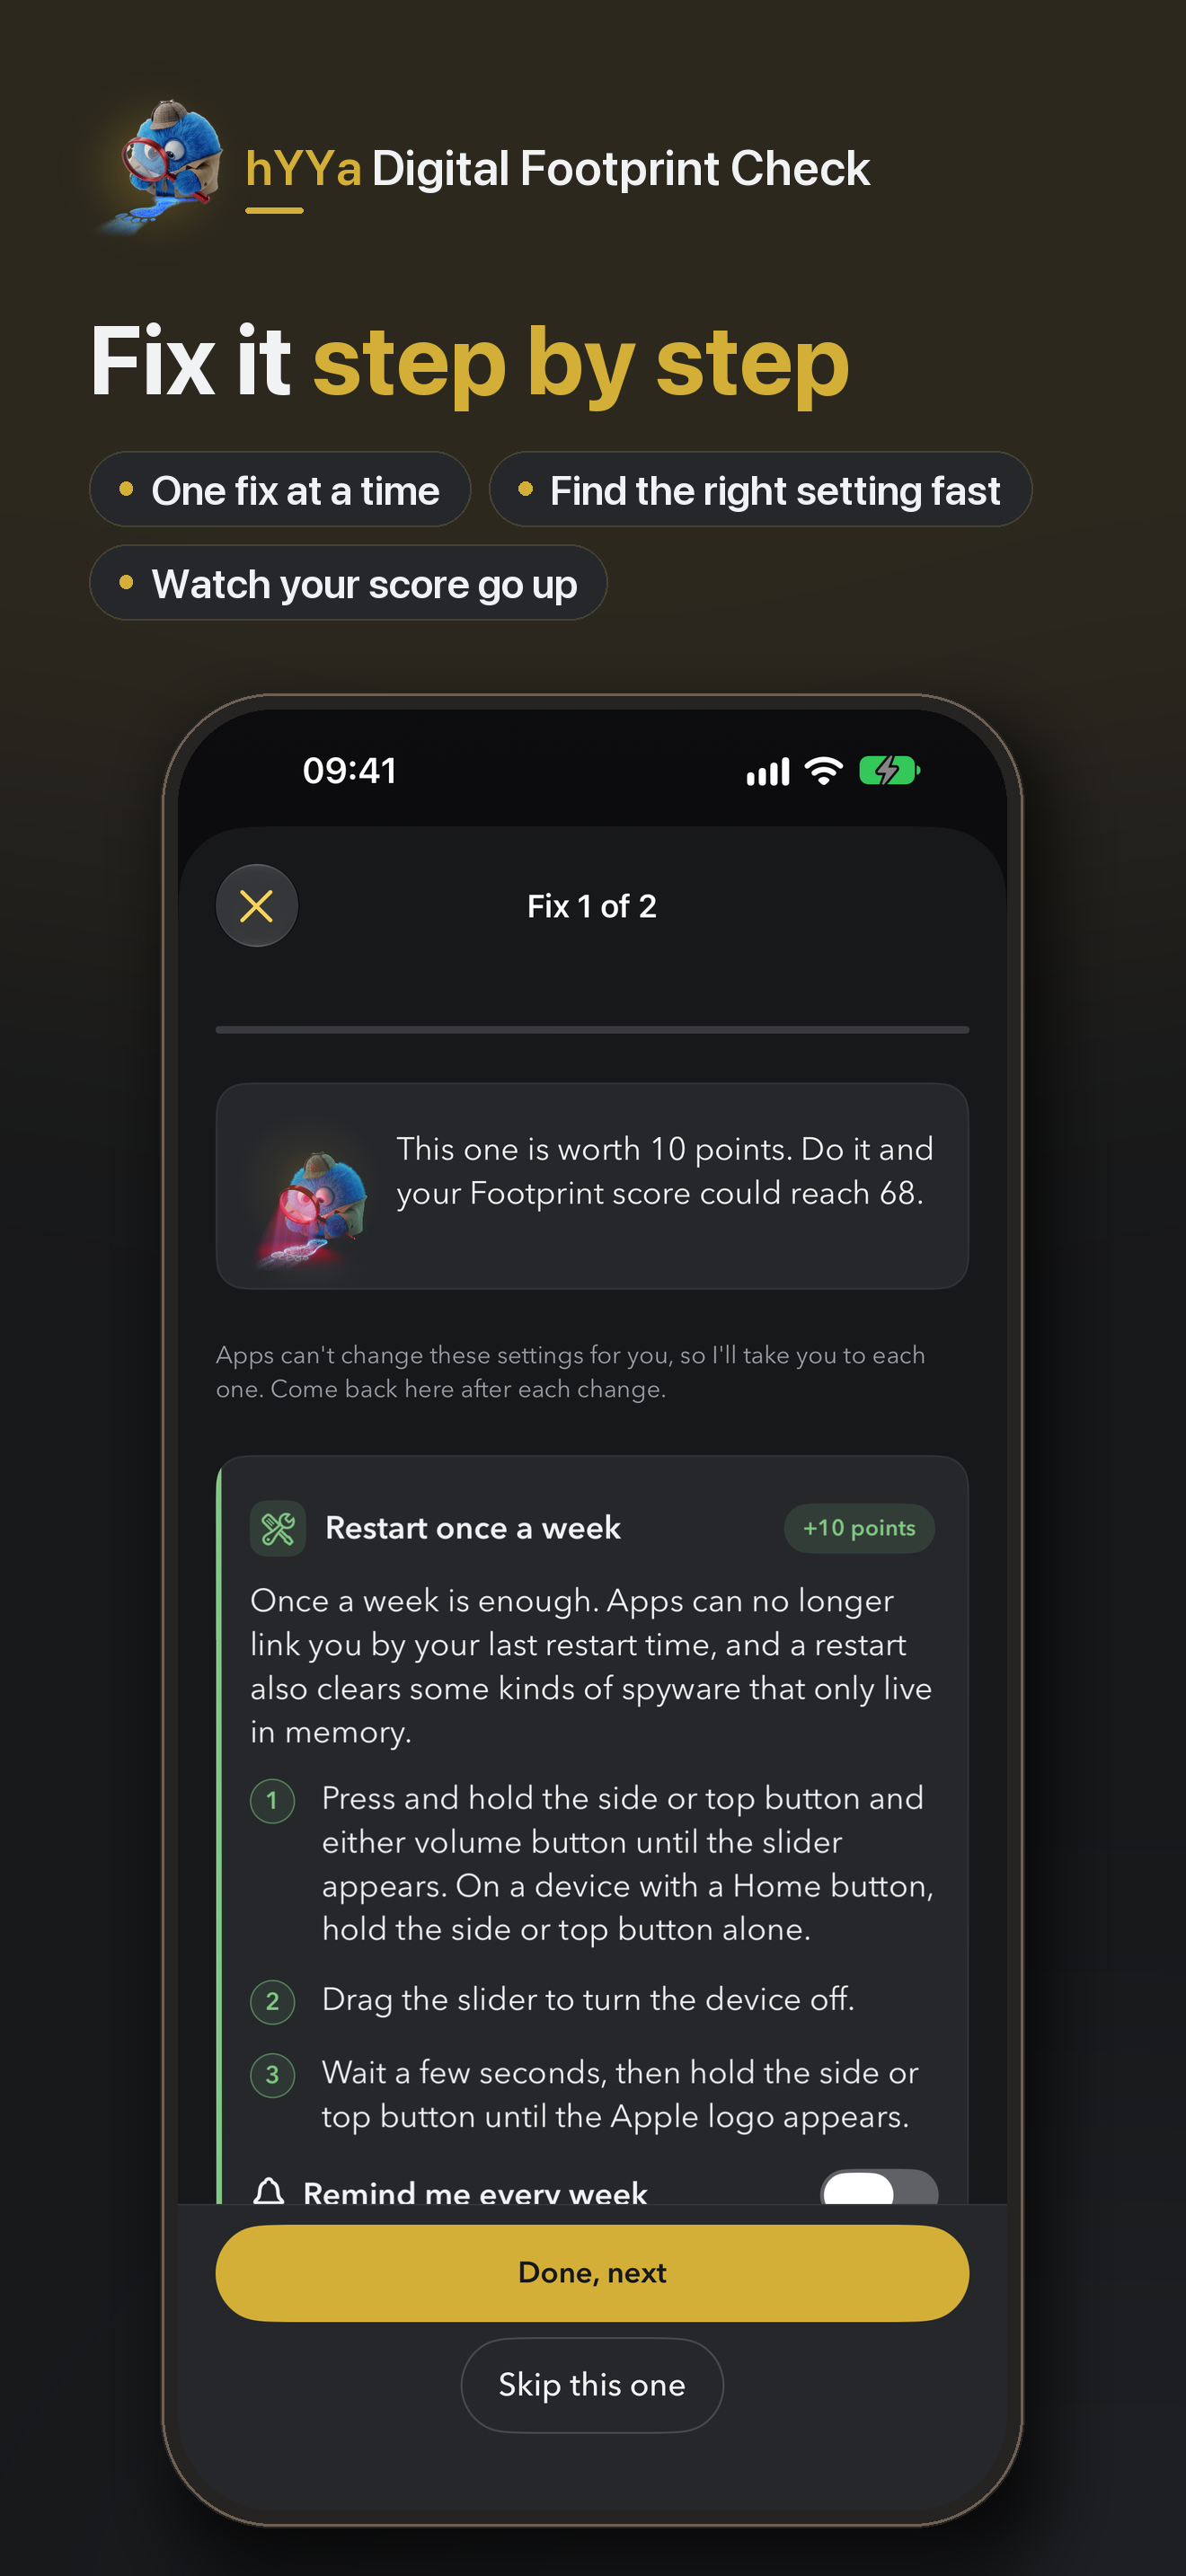 hYYa Digital Footprint Check
Fix it step by step
One fix at a time
Find the right setting fast
Watch your score go up
09:41
Fix 1 of 2
This one is worth 10 points. Do it and
your Footprint score could reach 68.
Apps can't change these settings for you, so I'll take you to each
one. Come back here after each change.
Restart once a week
+10 points
Once a week is enough. Apps can no longer
link you by your last restart time, and a restart
also clears some kinds of spyware that only live
in memory.
1
Press and hold the side or top button and
either volume button until the slider
appears. On a device with a Home button,
hold the side or top button alone.
2
Drag the slider to turn the device off.
3
Wait a few seconds, then hold the side or
top button until the Apple logo appears.
Remind me every week
Done, next
Skip this one